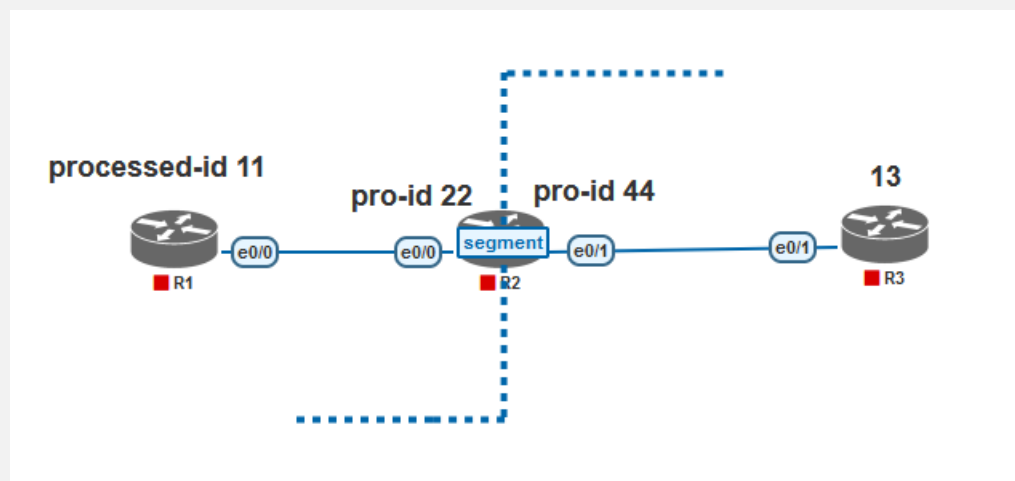 processed-id 11
pro-id 22
pro-id 44
13
e0/0
e0/0
segment
e0/1
e0/1
R1
R2
R3